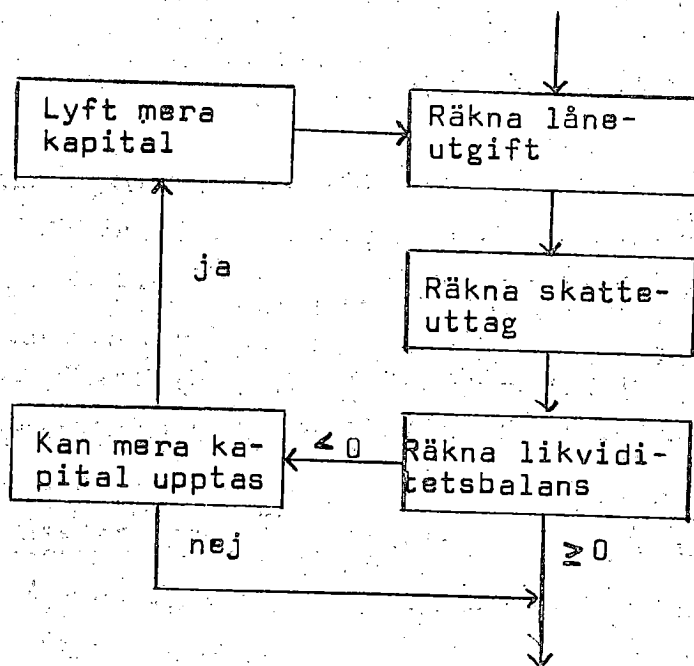 Lyft mera
kapital
Räkna låne-
utgift
ja
Räkna skatte-
uttag
Kan mera ka-
pital upptas
< 0
Räkna likvidi-
tetsbalans
nej
≥ 0